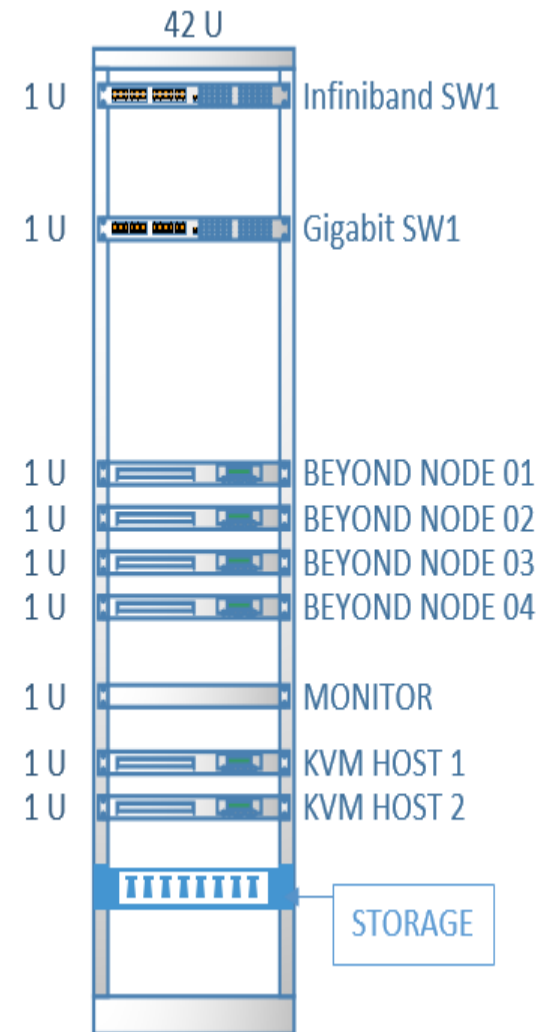 42 U
1 U Infiniband SW1
1 U Gigabit SW1
1 U BEYOND NODE 01
1 U BEYOND NODE 02
1 U BEYOND NODE 03
1 U BEYOND NODE 04
1 U MONITOR
1 U KVM HOST 1
1 U KVM HOST 2
STORAGE